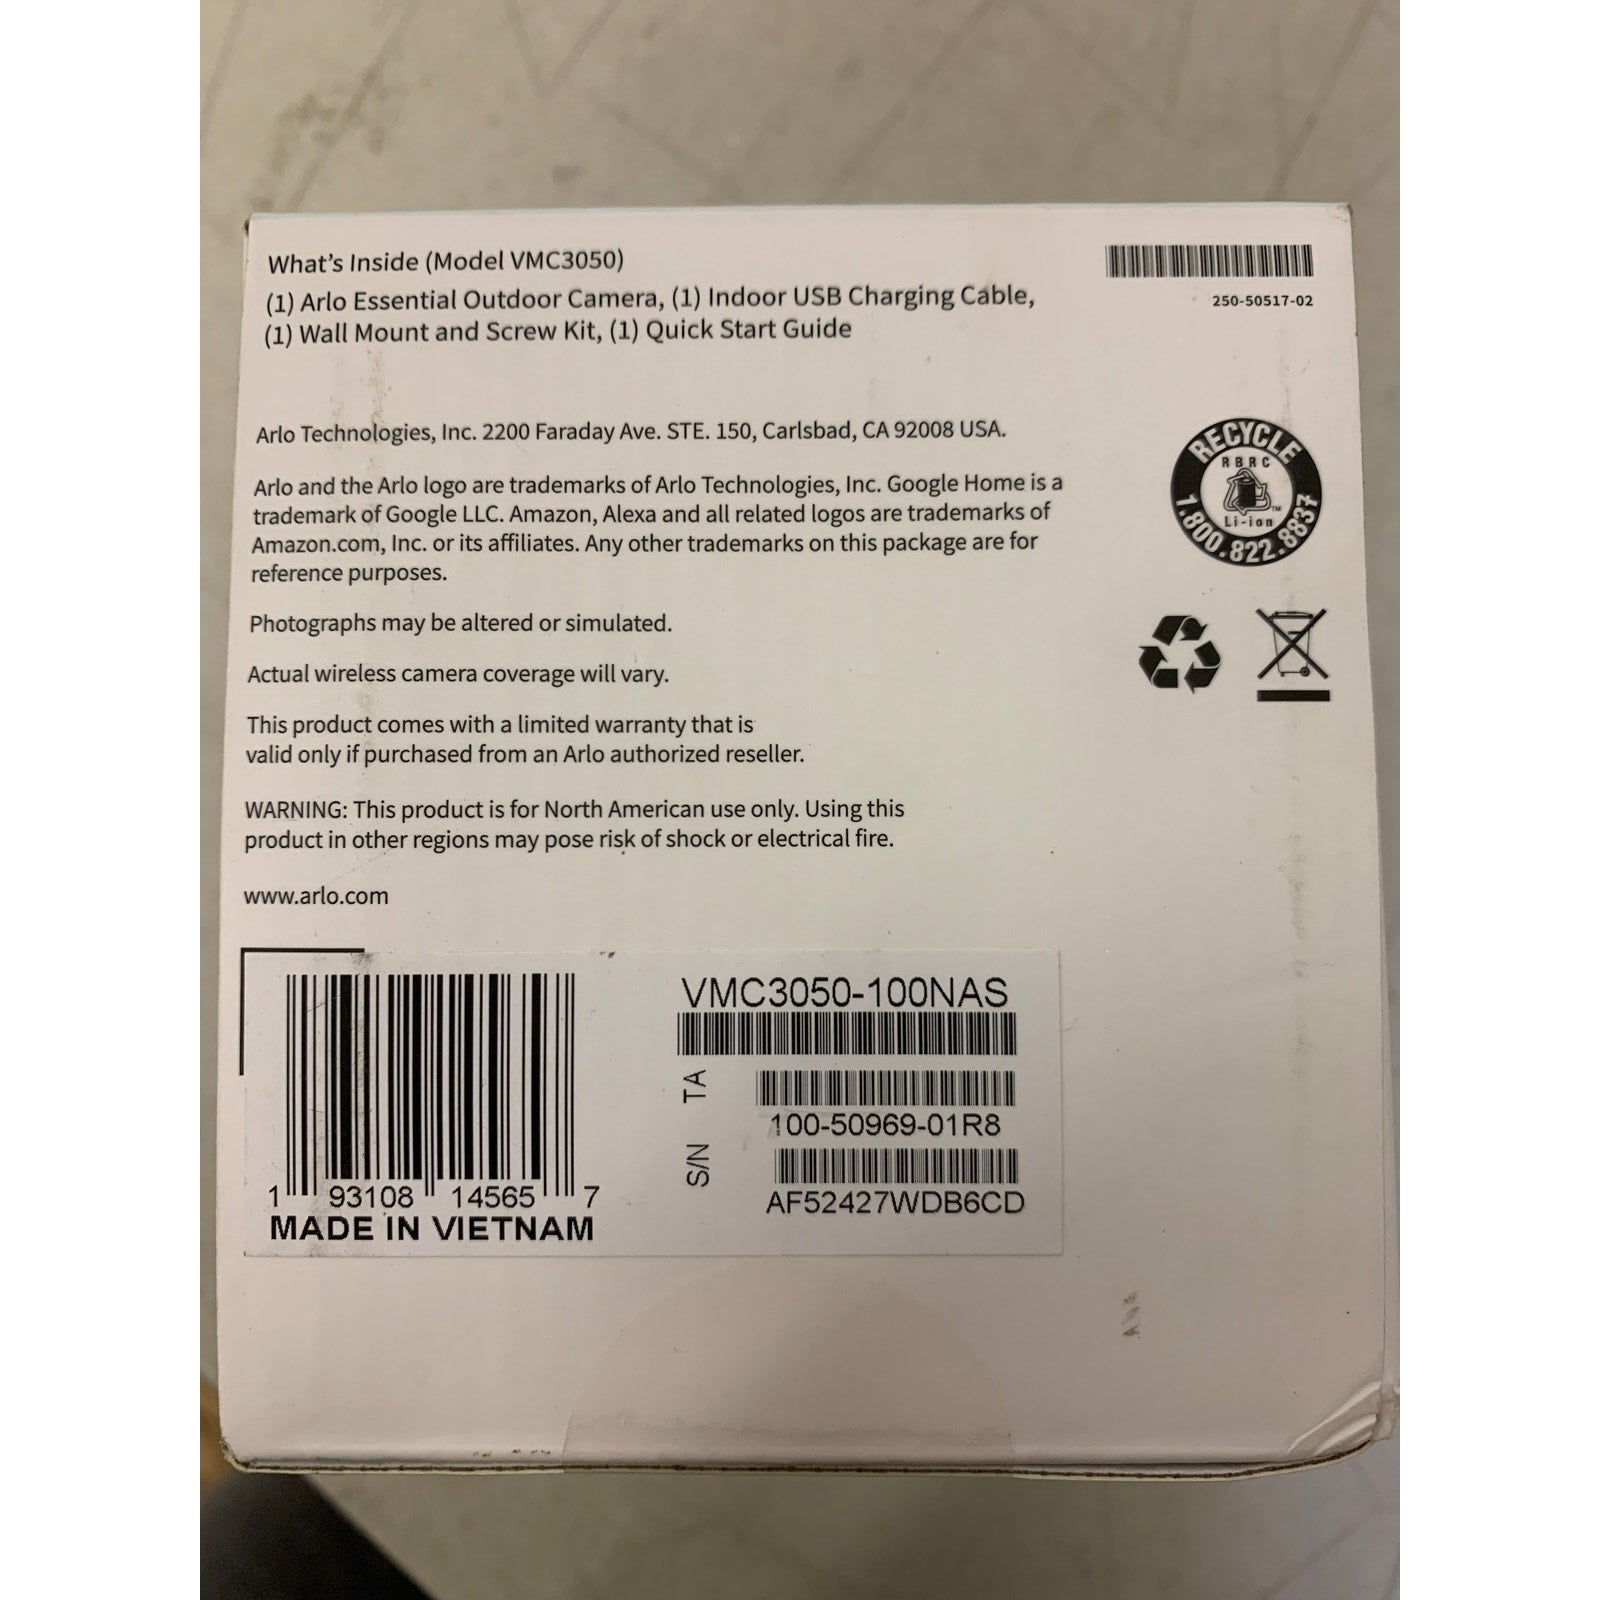 What's Inside (Model VMC3050)
(1) Arlo Essential Outdoor Camera, (1) Indoor USB Charging Cable,
(1) Wall Mount and Screw Kit, (1) Quick Start Guide
250-50517-02
Arlo Technologies, Inc. 2200 Faraday Ave. STE. 150, Carlsbad, CA 92008 USA.
Arlo and the Arlo logo are trademarks of Arlo Technologies, Inc. Google Home is a
trademark of Google LLC. Amazon, Alexa and all related logos are trademarks of
Amazon.com, Inc. or its affiliates. Any other trademarks on this package are for
reference purposes.
RECYCLE
RBRC
Li-ion
TM
1.800.822.8837
Photographs may be altered or simulated.
Actual wireless camera coverage will vary.
This product comes with a limited warranty that is
valid only if purchased from an Arlo authorized reseller.
WARNING: This product is for North American use only. Using this
product in other regions may pose risk of shock or electrical fire.
www.arlo.com
1 93108 14565 7
MADE IN VIETNAM
VMC3050-100NAS
TA
100-50969-01R8
S/N
AF52427WDB6CD